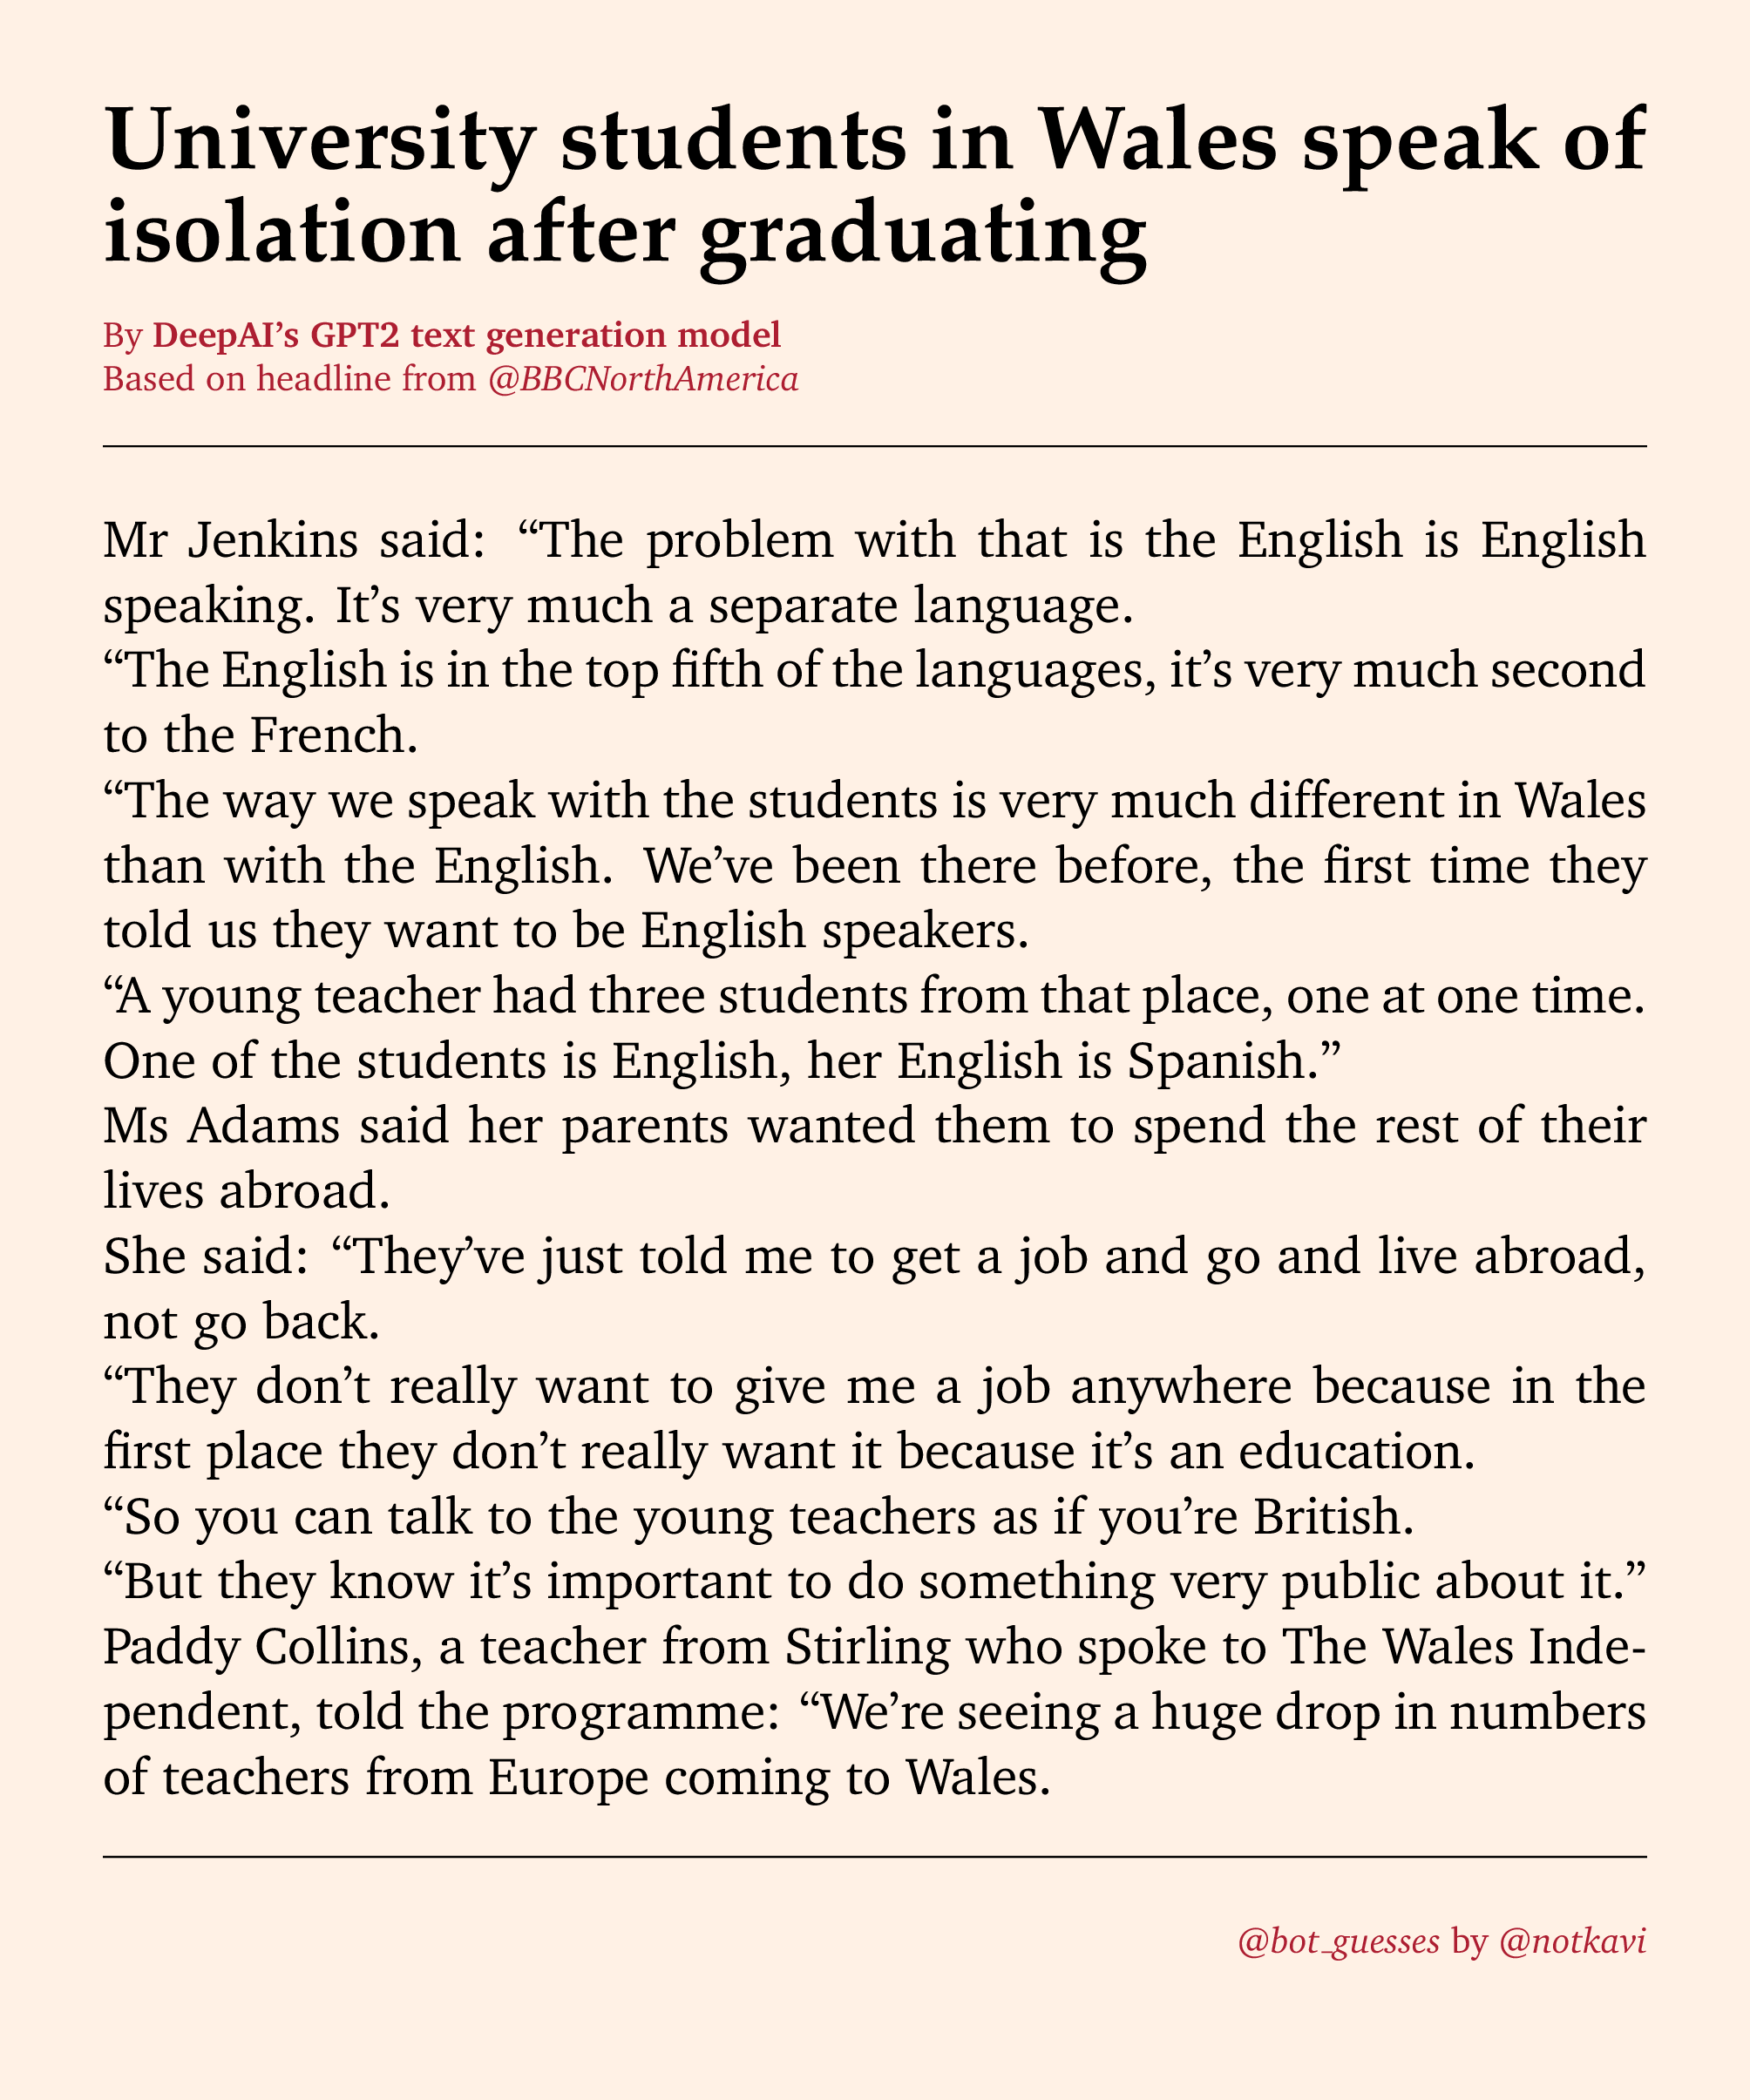 University students in Wales speak of
isolation after graduating
By DeepAI’s GPT2 text generation model
Based on headline from @BBCNorthAmerica
Mr Jenkins said: “The problem with that is the English is English
speaking. It’s very much a separate language.
“The English is in the top fifth of the languages, it’s very much second
to the French.
“The way we speak with the students is very much different in Wales
than with the English. We’ve been there before, the first time they
told us they want to be English speakers.
“A young teacher had three students from that place, one at one time.
One of the students is English, her English is Spanish.”
Ms Adams said her parents wanted them to spend the rest of their
lives abroad.
She said: “They’ve just told me to get a job and go and live abroad,
not go back.
“They don’t really want to give me a job anywhere because in the
first place they don’t really want it because it’s an education.
“So you can talk to the young teachers as if you’re British.
“But they know it’s important to do something very public about it.”
Paddy Collins, a teacher from Stirling who spoke to The Wales Inde-
pendent, told the programme: “We’re seeing a huge drop in numbers
of teachers from Europe coming to Wales.
@bot_guesses by @notkavi